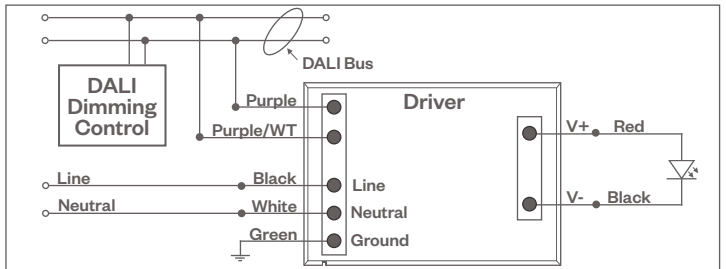 DALI Bus
DALI
Dimming
Control
Driver
Purple
Purple/WT
V+ Red
Line Black Line
V- Black
Neutral White Neutral
Green Ground